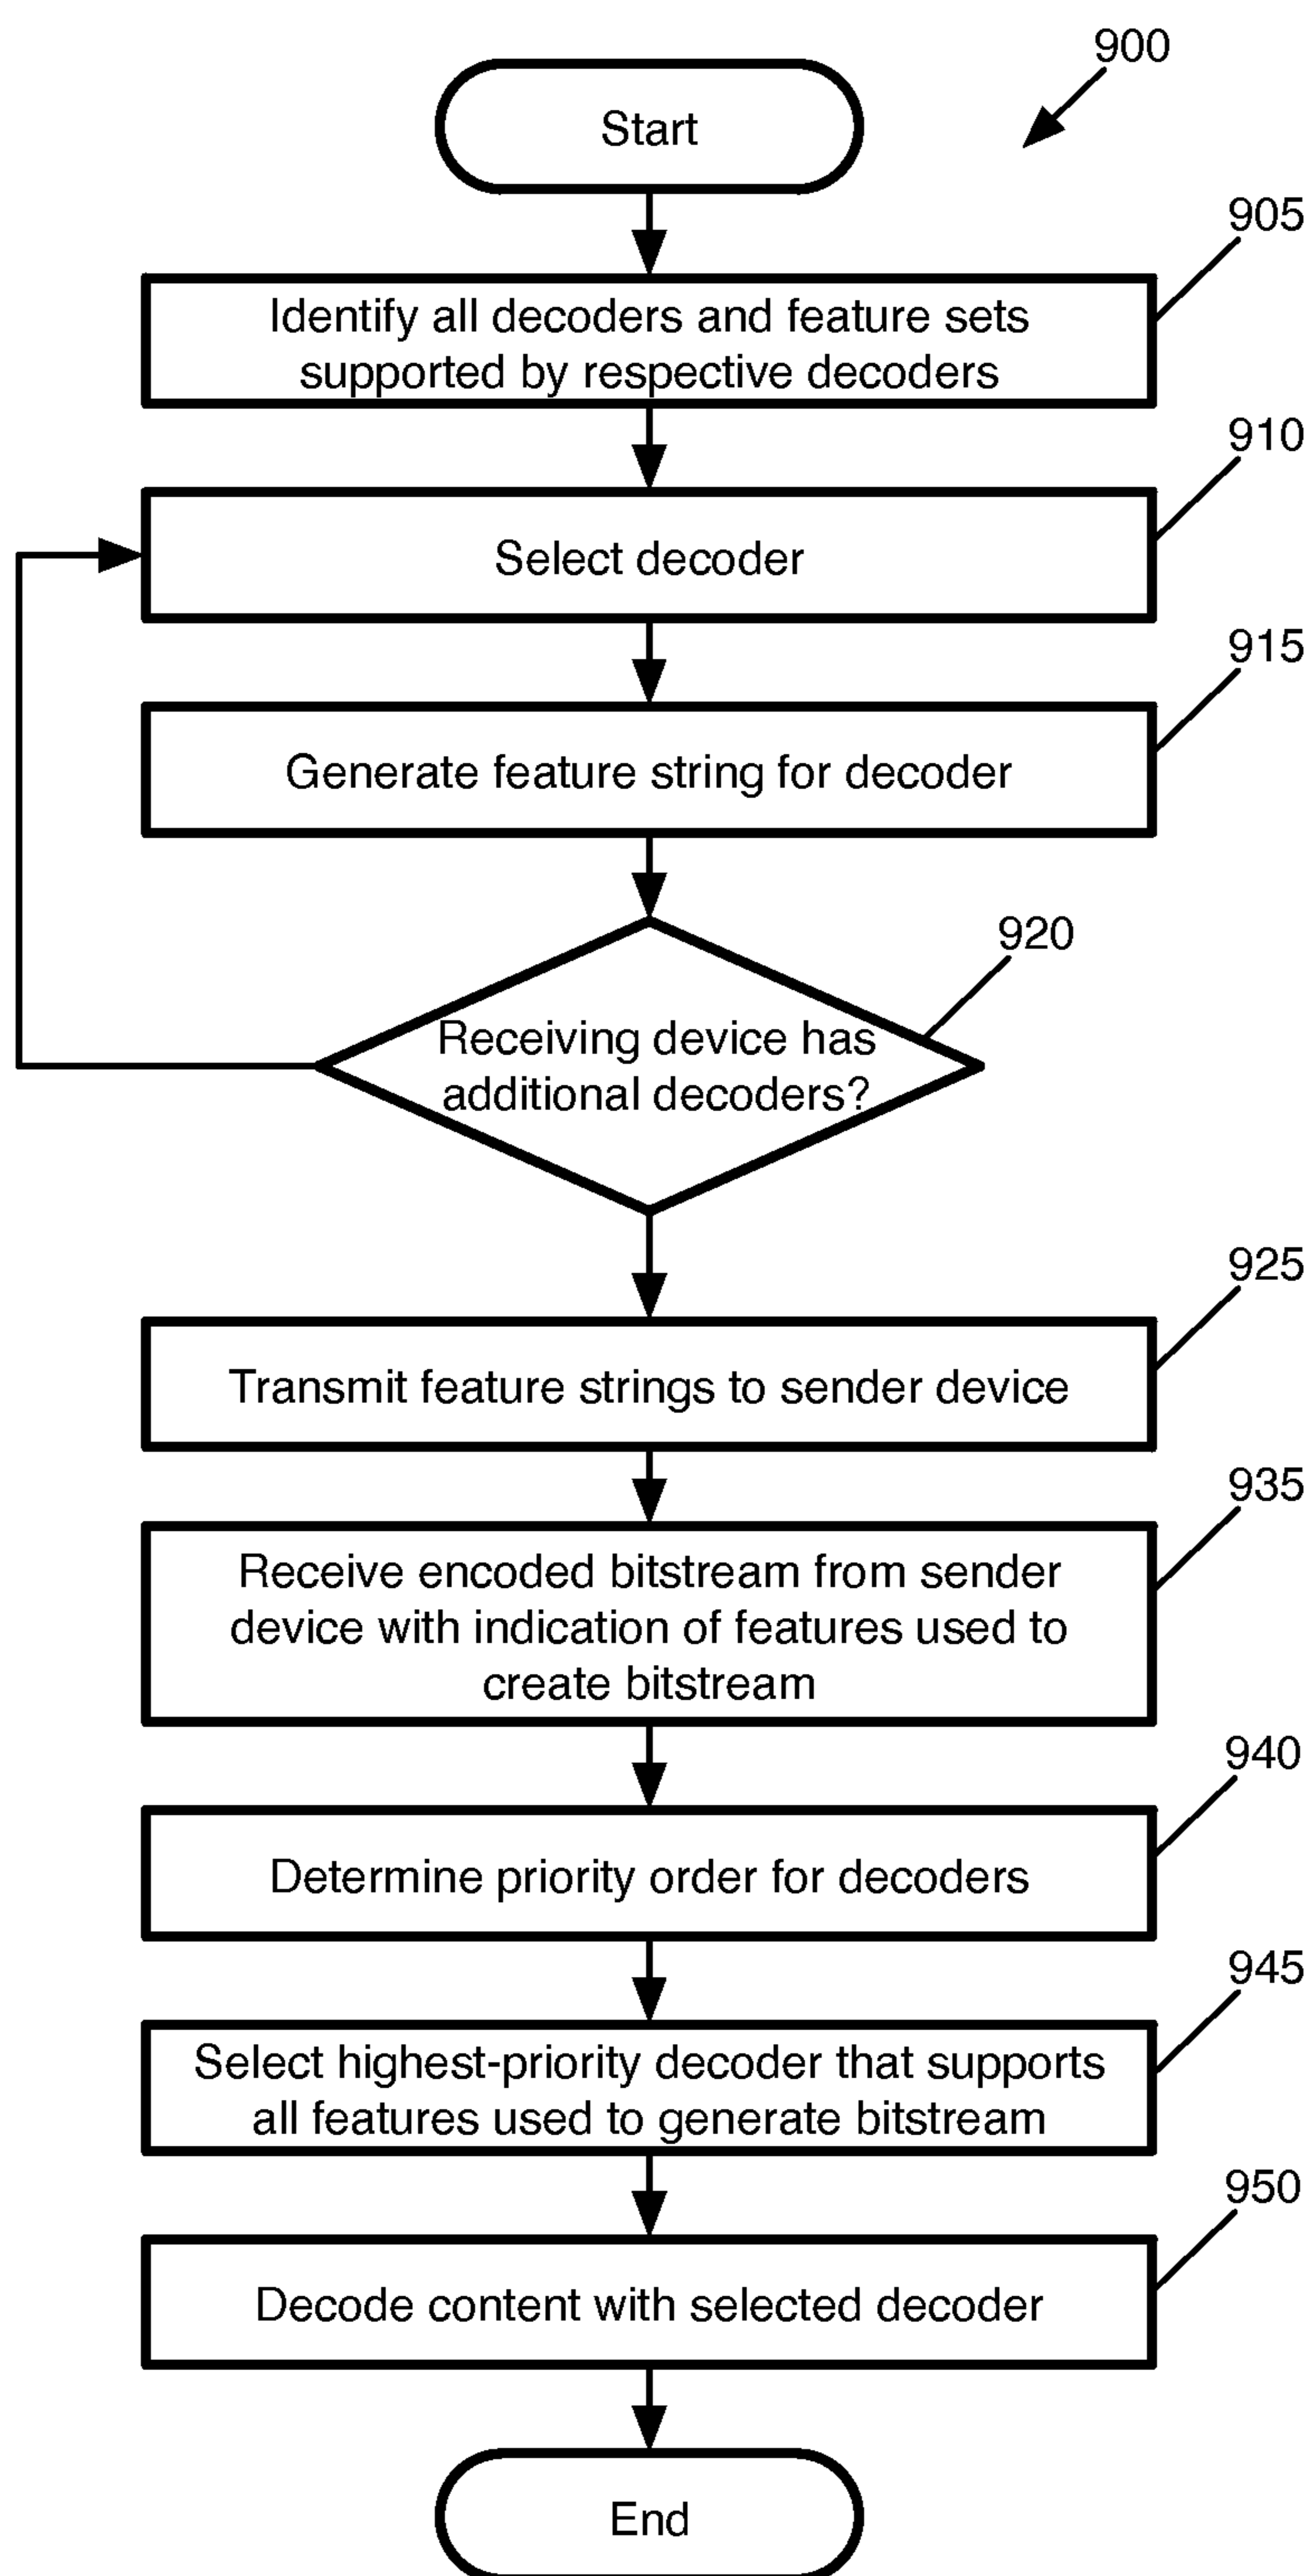 900
Start
905
Identify all decoders and feature sets
supported by respective decoders
910
Select decoder
915
Generate feature string for decoder
920
Receiving device has
additional decoders?
925
Transmit feature strings to sender device
935
Receive encoded bitstream from sender
device with indication of features used to
create bitstream
940
Determine priority order for decoders
945
Select highest-priority decoder that supports
all features used to generate bitstream
950
Decode content with selected decoder
End